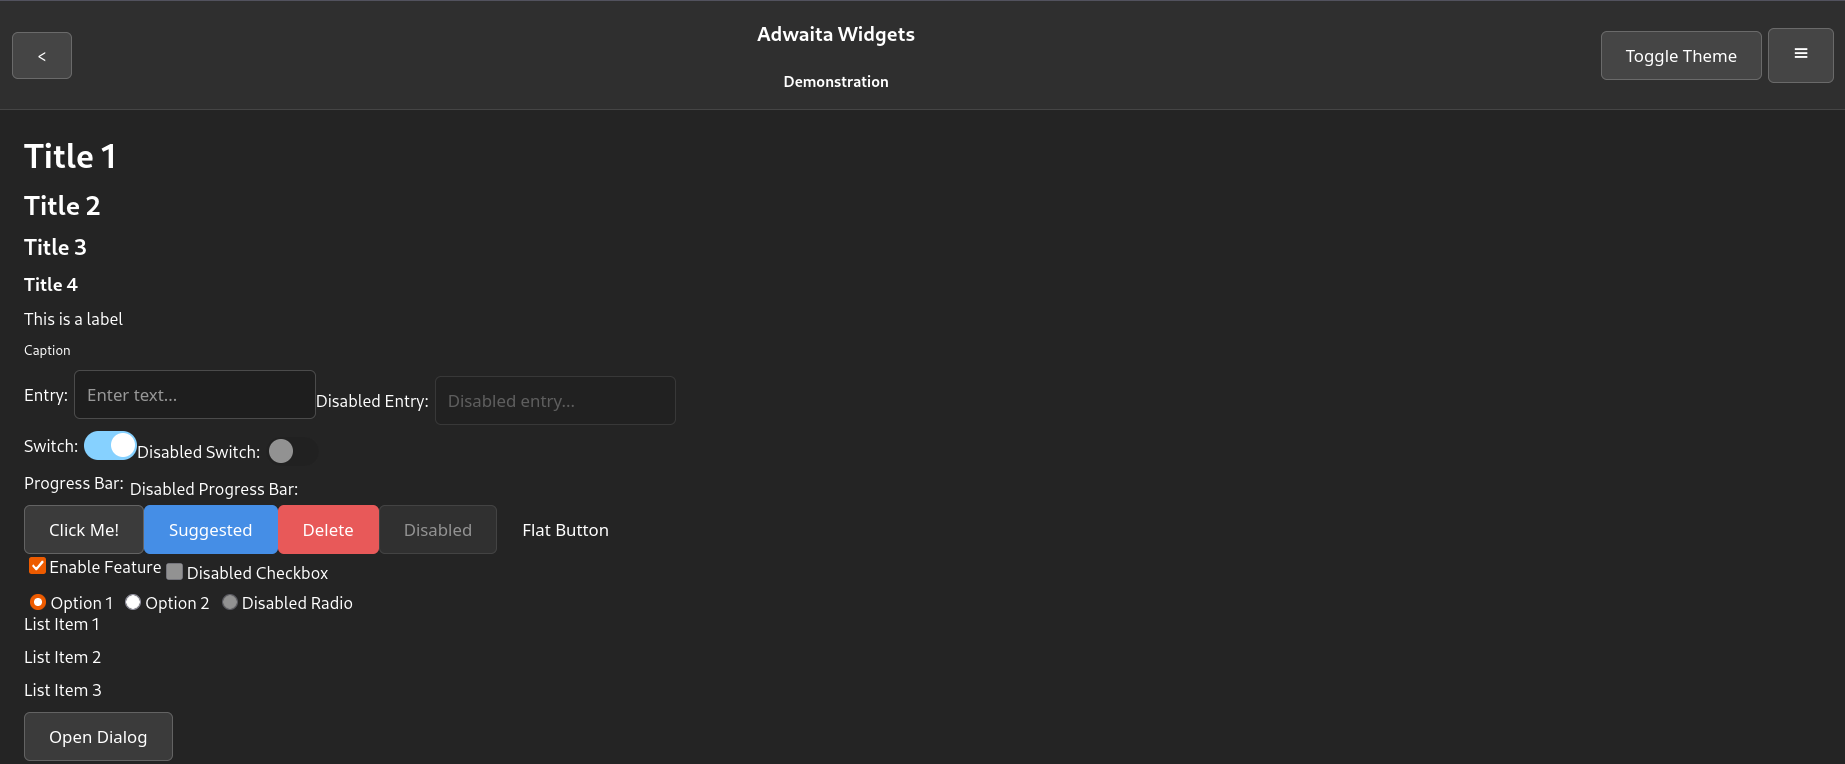 Adwaita Widgets
< Toggle Theme ≡
Demonstration
Title 1
Title 2
Title 3
Title 4
This is a label
Caption
Entry: Enter text... Disabled Entry: Disabled entry...
Switch: Disabled Switch:
Progress Bar: Disabled Progress Bar:
Click Me! Suggested Delete Disabled Flat Button
Enable Feature Disabled Checkbox
Option 1 Option 2 Disabled Radio
List Item 1
List Item 2
List Item 3
Open Dialog